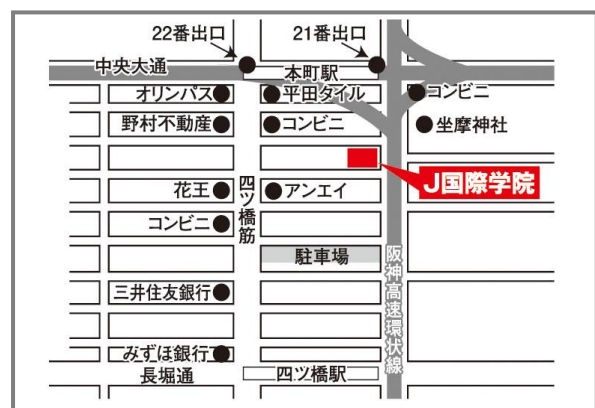 22番出口
21番出口
中央大通
本町駅
オリンパス
平田タイル
コンビニ
野村不動産
コンビニ
坐摩神社
J国際学院
花王
四ツ橋筋
アンエイ
コンビニ
駐車場
阪神高速環状線
三井住友銀行
みずほ銀行
長堀通
四ツ橋駅